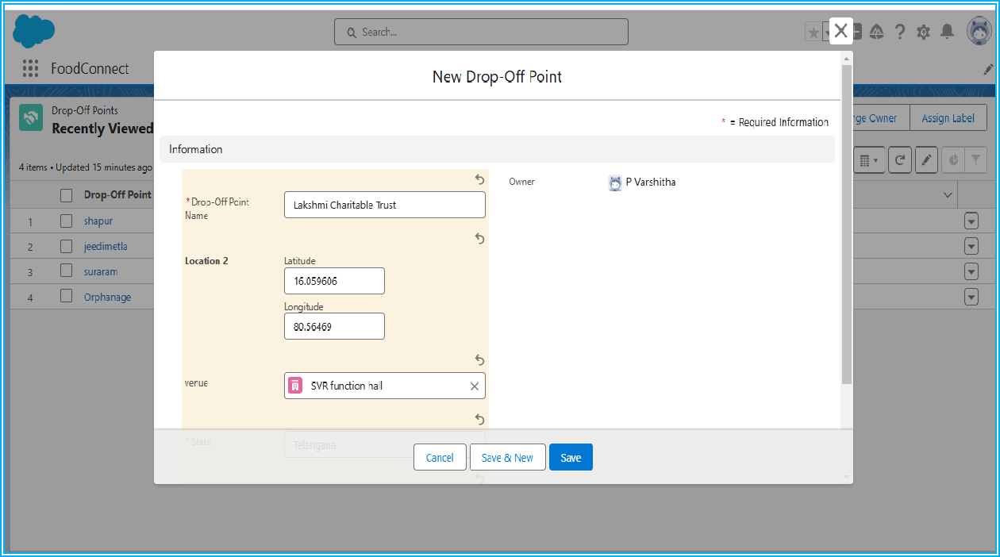 Search...
FoodConnect
New Drop-Off Point
Drop-Off Points
Recently Viewed
nge Owner
Assign Label
* = Required Information
Information
4 items • Updated 15 minutes ago
Owner
P Varshitha
Drop-Off Point
*Drop-Off Point
Name
Lakshmi Charitable Trust
1
shapur
2
jeedimetla
Location 2
Latitude
16.059606
3
suraram
4
Orphanage
Longitude
80.56469
venue
SVR function hall
*State
Telangana
Cancel
Save & New
Save